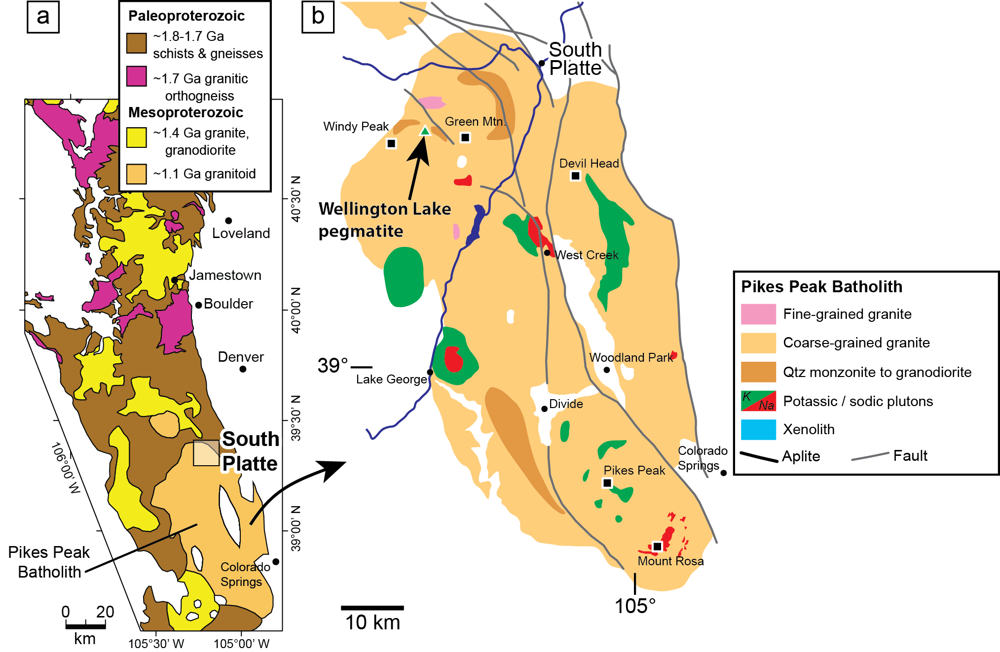 a
Paleoproterozoic
~1.8-1.7 Ga
schists & gneisses
~1.7 Ga granitic
orthogneiss
Mesoproterozoic
~1.4 Ga granite,
granodiorite
~1.1 Ga granitoid
40°30' N
Loveland
Jamestown
Boulder
40°00' N
Denver
39°30' N
South
Platte
106°00' W
39°00' N
Pikes Peak
Batholith
Colorado
Springs
0 20
km
105°30' W
105°00' W
b
South
Platte
Windy Peak
Green Mtn.
Devil Head
Wellington Lake
pegmatite
West Creek
39°
Lake George
Woodland Park
Divide
Pikes Peak
Colorado
Springs
Mount Rosa
105°
10 km
Pikes Peak Batholith
Fine-grained granite
Coarse-grained granite
Qtz monzonite to granodiorite
K
Na
Potassic / sodic plutons
Xenolith
Aplite
Fault